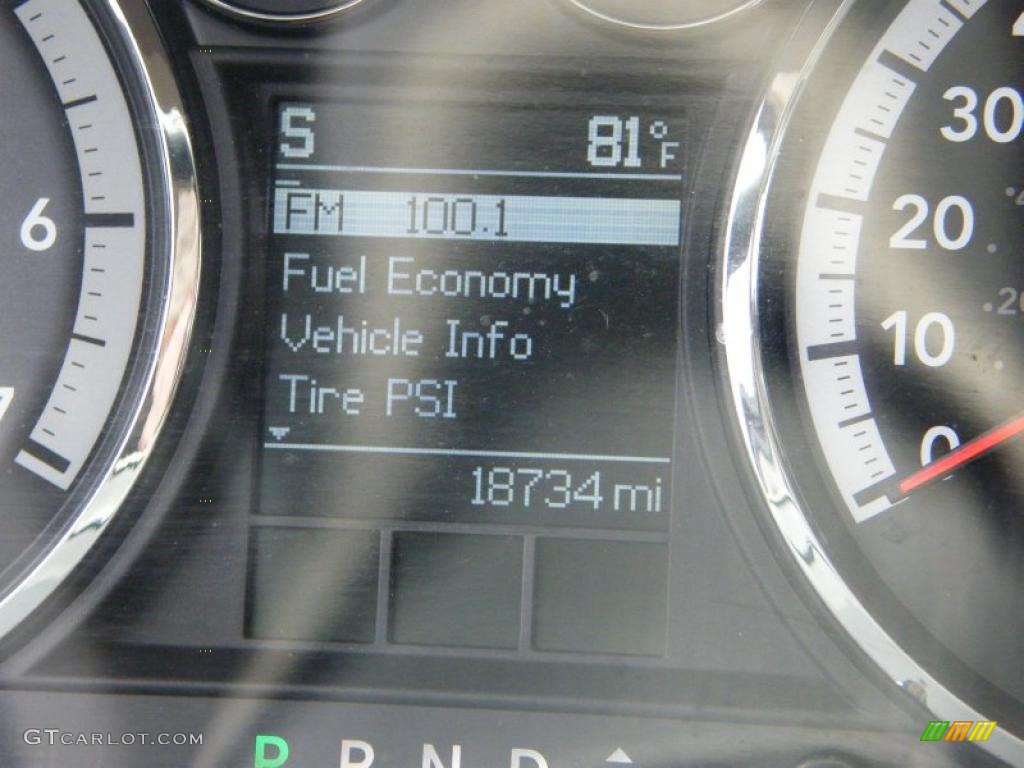 S 81°F
FM 100.1
Fuel Economy
Vehicle Info
Tire PSI
18734 mi
6
30
20
10
0
20
GTCARLOT.COM
P R N D